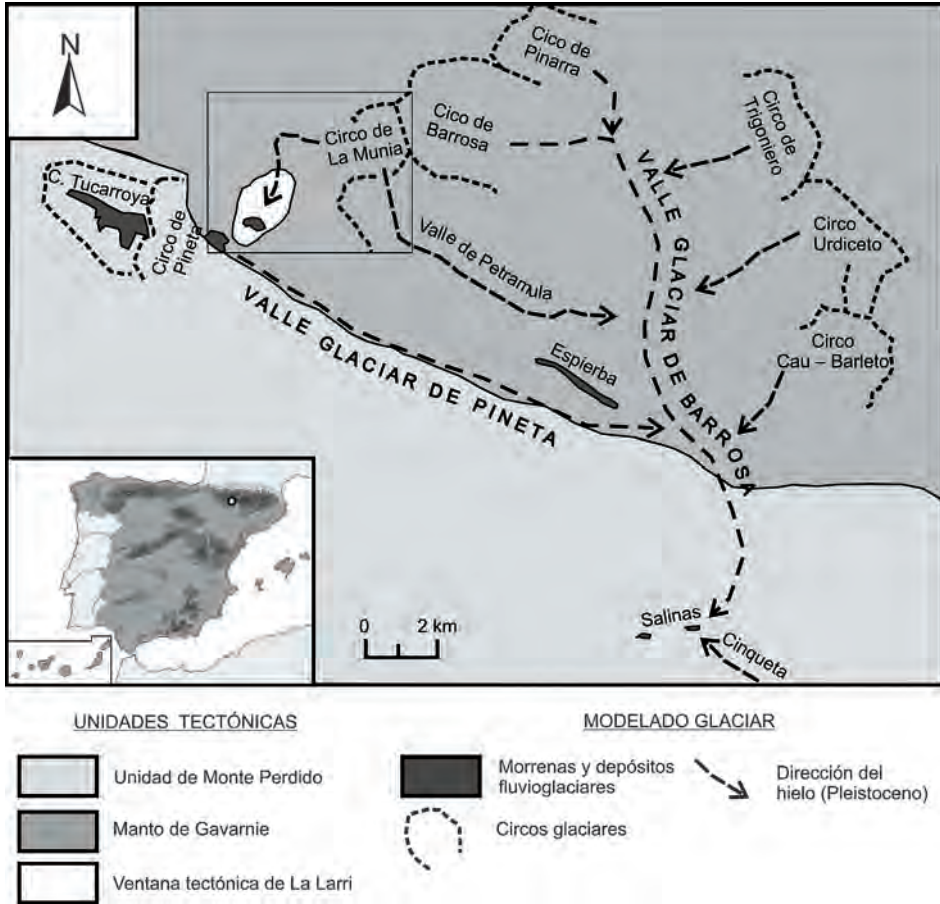 N
Cico de
Pinarra
Circo de
Trigoniero
Circo de
La Munia
Cico de
Barrosa
C. Tucarroya
Circo de
Pineta
Valle de Petramula
Circo
Urdiceto
VALLE GLACIAR DE BARROSA
VALLE GLACIAR DE PINETA
Espierba
Circo
Cau – Barleto
0 2 km
Salinas
Cinqueta
UNIDADES TECTÓNICAS
Unidad de Monte Perdido
Manto de Gavarnie
Ventana tectónica de La Larri
MODELADO GLACIAR
Morrenas y depósitos
fluvioglaciares
Circos glaciares
Dirección del
hielo (Pleistoceno)